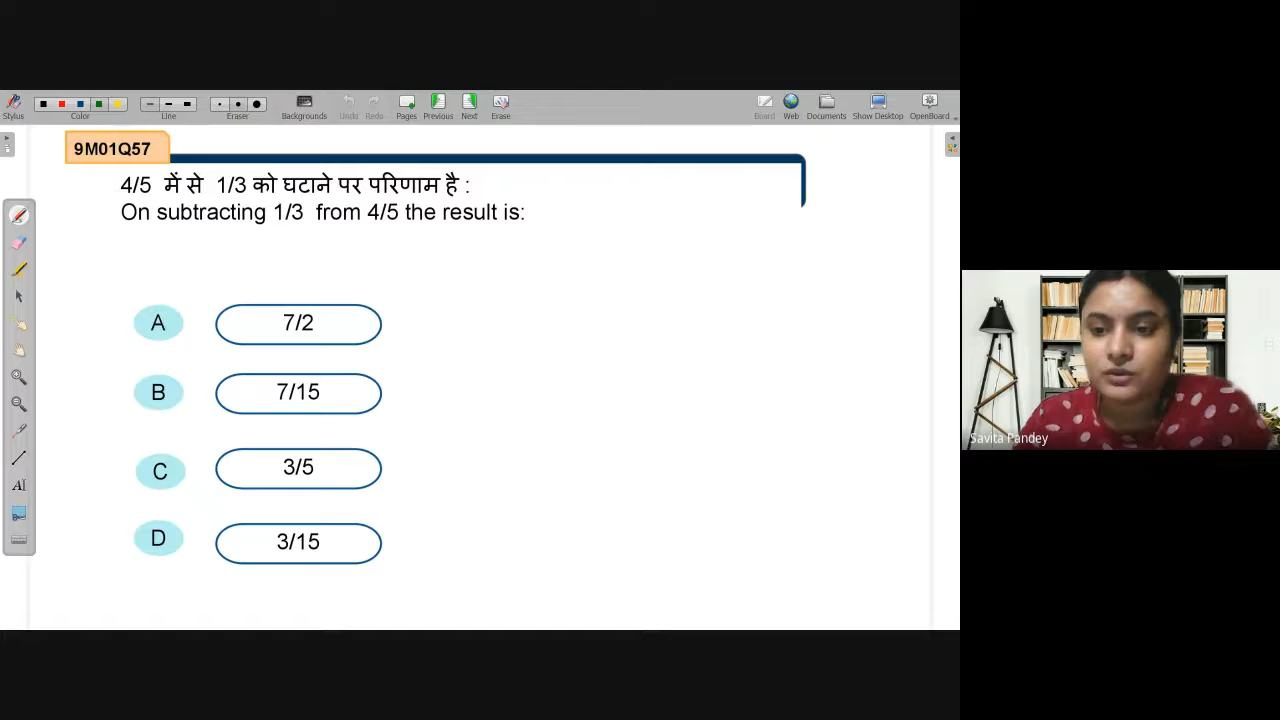 Stylus
Color
Line
Eraser
Backgrounds
Undo
Redo
Pages
Previous
Next
Erase
Board
Web
Documents
Show Desktop
OpenBoard
9M01Q57
4/5 में से 1/3 को घटाने पर परिणाम है :
On subtracting 1/3 from 4/5 the result is:
A 7/2
B 7/15
C 3/5
D 3/15
AI
Savita Pandey